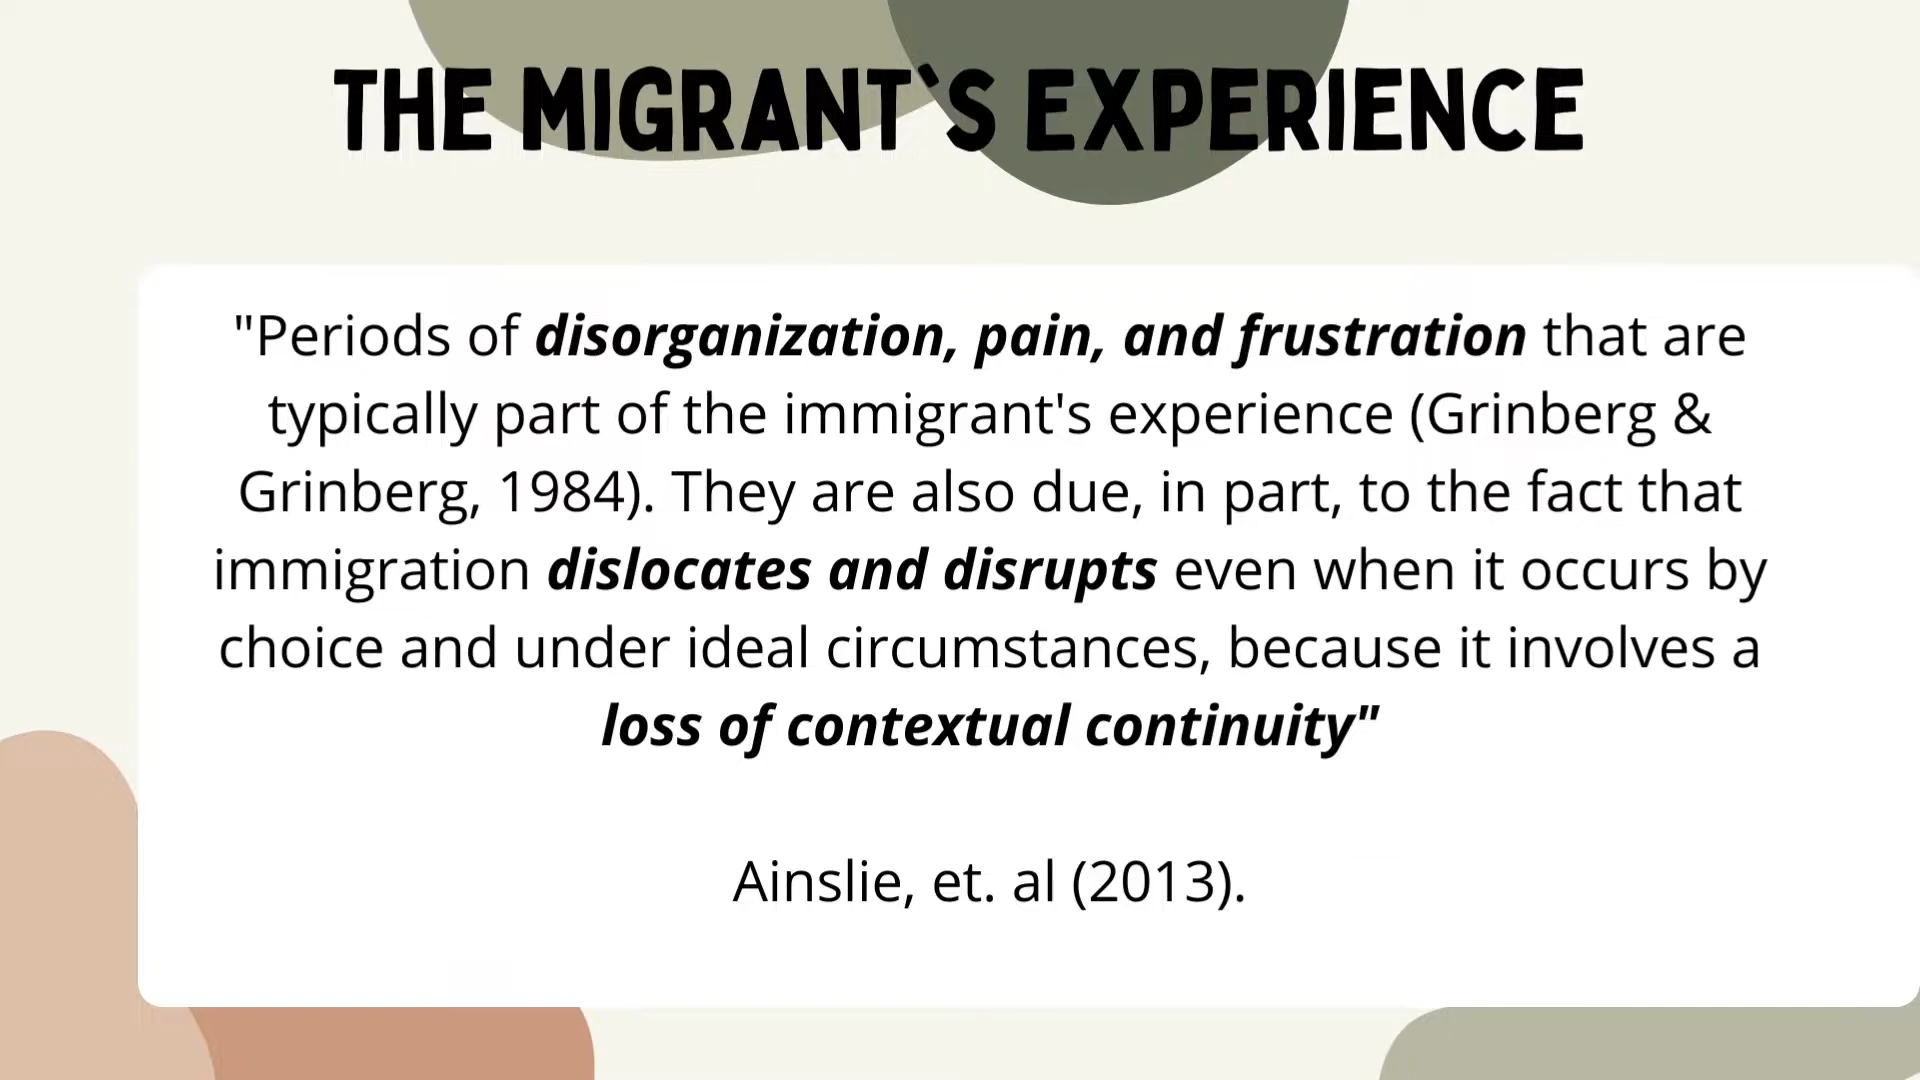 THE MIGRANT`S EXPERIENCE
"Periods of disorganization, pain, and frustration that are
typically part of the immigrant's experience (Grinberg &
Grinberg, 1984). They are also due, in part, to the fact that
immigration dislocates and disrupts even when it occurs by
choice and under ideal circumstances, because it involves a
loss of contextual continuity"
Ainslie, et. al (2013).